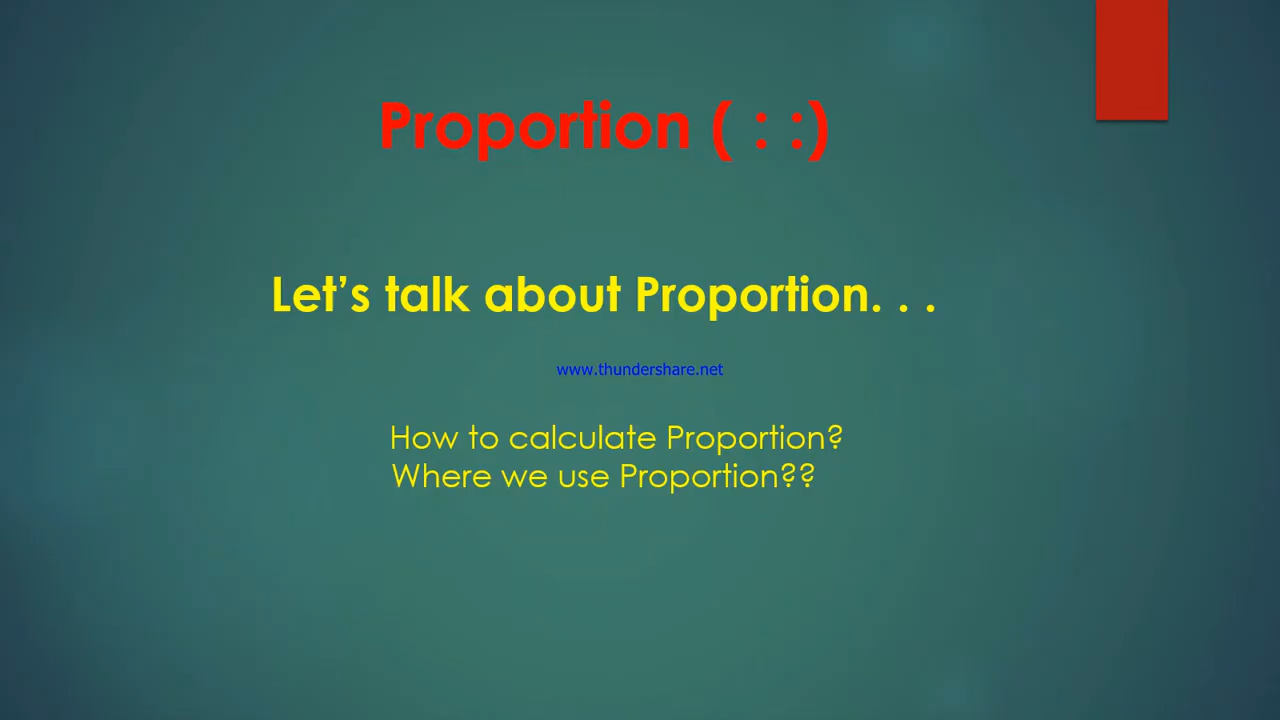 Proportion ( : :)
Let’s talk about Proportion. . .
www.thundershare.net
How to calculate Proportion?
Where we use Proportion??